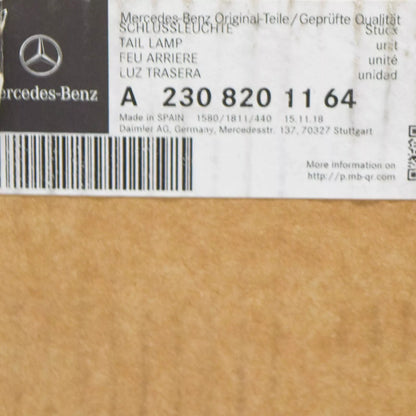 Mercedes-Benz Original-Teile/Geprüfte Qualität
SCHLUSSLEUCHTE Stück
TAIL LAMP
FEU ARRIERE unité
LUZ TRASERA unidad
ercedes-Benz
A 230 820 11 64
Made in SPAIN 1580/1811/440 15.11.18
Daimler AG, Germany, Mercedesstr. 137, 70327 Stuttgart
More information on
http://p.mb-qr.com